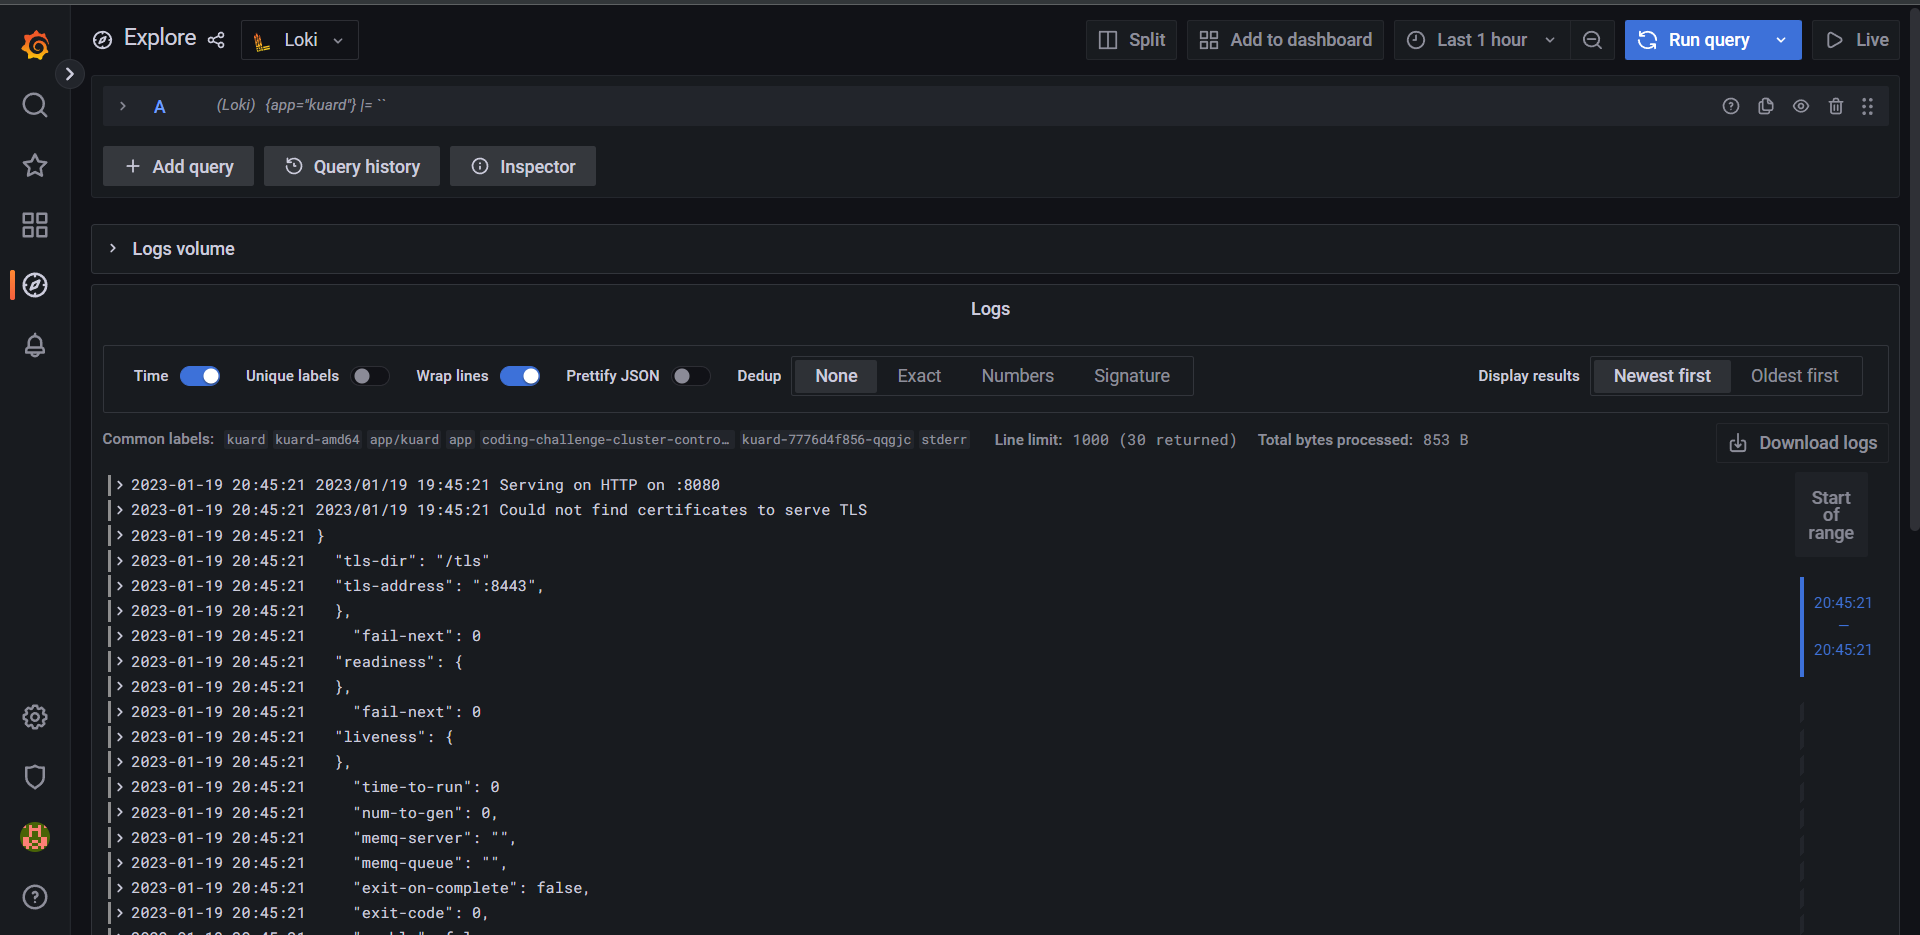 Explore Loki Split Add to dashboard Last 1 hour Run query Live
A (Loki) {app="kuard"} |= ``
+ Add query Query history Inspector
Logs volume
Logs
Time Unique labels Wrap lines Prettify JSON Dedup None Exact Numbers Signature Display results Newest first Oldest first
Common labels: kuard kuard-amd64 app/kuard app coding-challenge-cluster-contro… kuard-7776d4f856-qqgjc stderr Line limit: 1000 (30 returned) Total bytes processed: 853 B Download logs
2023-01-19 20:45:21 2023/01/19 19:45:21 Serving on HTTP on :8080
2023-01-19 20:45:21 2023/01/19 19:45:21 Could not find certificates to serve TLS
2023-01-19 20:45:21 }
2023-01-19 20:45:21 "tls-dir": "/tls"
2023-01-19 20:45:21 "tls-address": ":8443",
2023-01-19 20:45:21 },
2023-01-19 20:45:21 "fail-next": 0
2023-01-19 20:45:21 "readiness": {
2023-01-19 20:45:21 },
2023-01-19 20:45:21 "fail-next": 0
2023-01-19 20:45:21 "liveness": {
2023-01-19 20:45:21 },
2023-01-19 20:45:21 "time-to-run": 0
2023-01-19 20:45:21 "num-to-gen": 0,
2023-01-19 20:45:21 "memq-server": "",
2023-01-19 20:45:21 "memq-queue": "",
2023-01-19 20:45:21 "exit-on-complete": false,
2023-01-19 20:45:21 "exit-code": 0,
Start
of
range
20:45:21
—
20:45:21